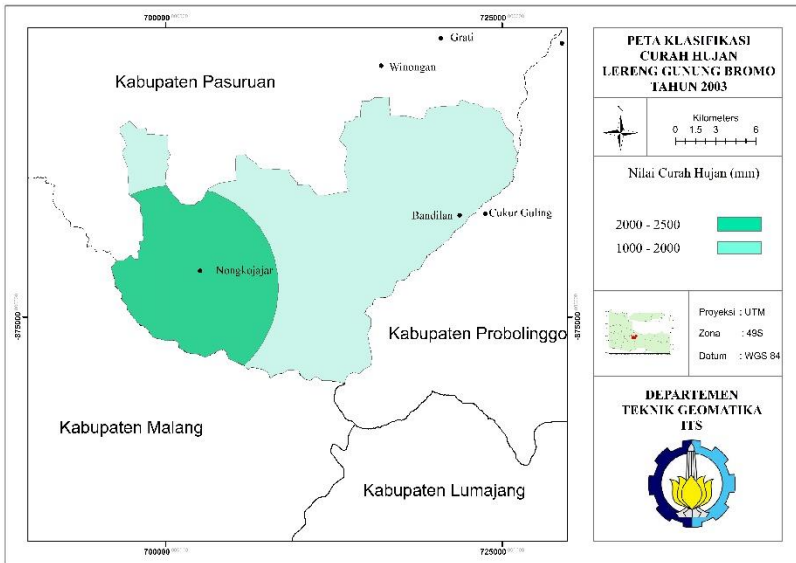 700000
725000
Grati
Winongan
Kabupaten Pasuruan
Bandilan
Cukur Guling
Nongkojajar
-875000
-875000
Kabupaten Probolinggo
Kabupaten Malang
Kabupaten Lumajang
700000
725000
PETA KLASIFIKASI
CURAH HUJAN
LERENG GUNUNG BROMO
TAHUN 2003
Kilometers
0 1.5 3 6
Nilai Curah Hujan (mm)
2000 - 2500
1000 - 2000
Proyeksi : UTM
Zona : 49S
Datum : WGS 84
DEPARTEMEN
TEKNIK GEOMATIKA
ITS